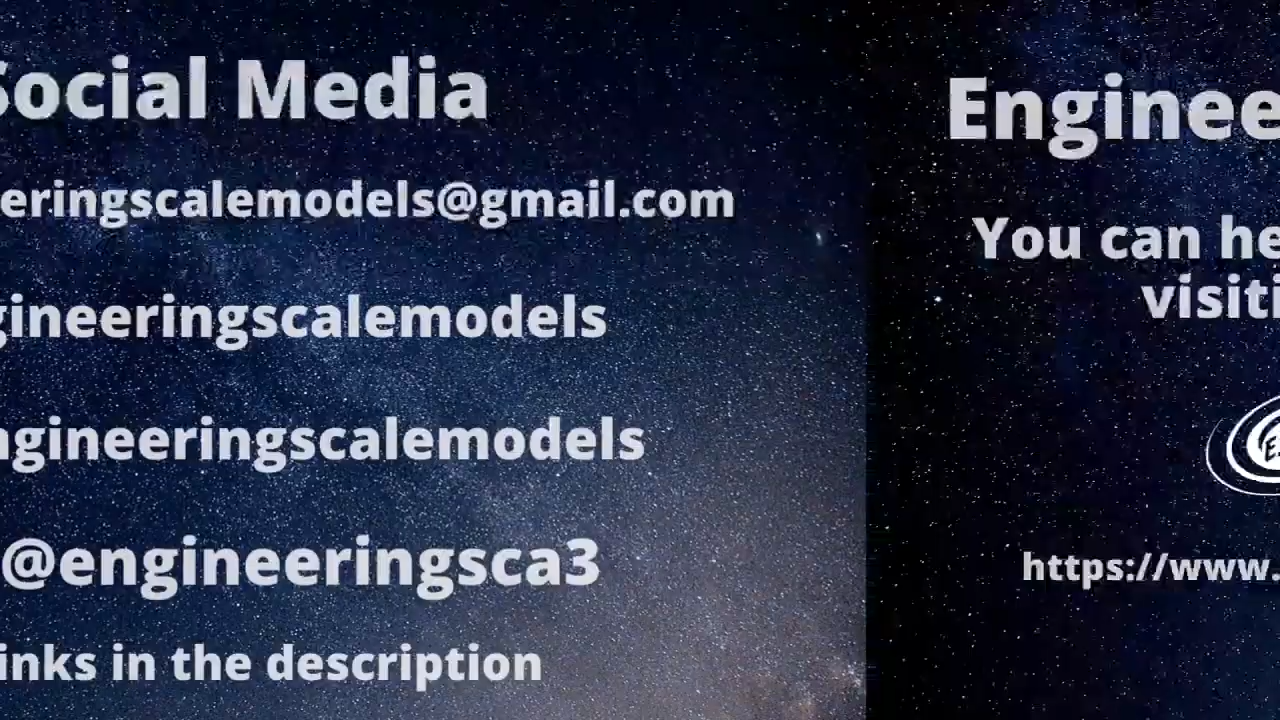 Social Media
eringscalemodels@gmail.com
gineeringscalemodels
ngineeringscalemodels
@engineeringsca3
inks in the description
Enginee
You can he
visiti
https://www.